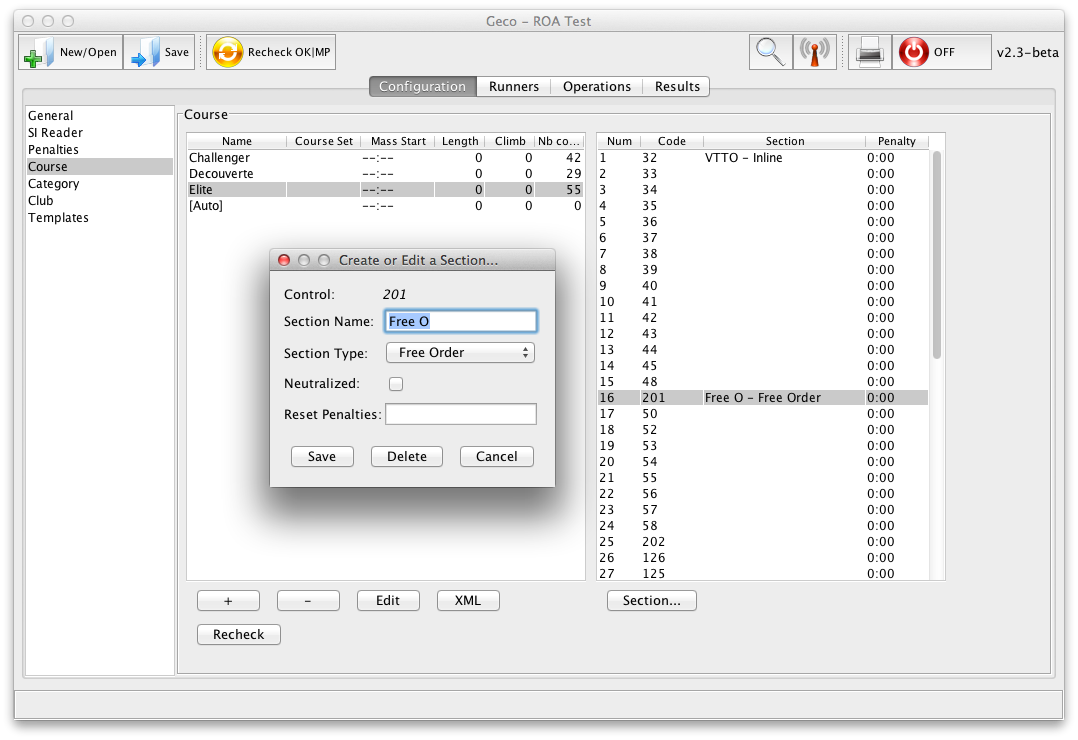 Geco - ROA Test
New/Open Save Recheck OK|MP OFF v2.3-beta
Configuration Runners Operations Results
General
SI Reader
Penalties
Course
Category
Club
Templates
Course
Name Course Set Mass Start Length Climb Nb co...
Challenger --:-- 0 0 42
Decouverte --:-- 0 0 29
Elite --:-- 0 0 55
[Auto] --:-- 0 0 0
Create or Edit a Section...
Control: 201
Section Name: Free O
Section Type: Free Order
Neutralized:
Reset Penalties:
Save Delete Cancel
Num Code Section Penalty
1 32 VTTO - Inline 0:00
2 33 0:00
3 34 0:00
4 35 0:00
5 36 0:00
6 37 0:00
7 38 0:00
8 39 0:00
9 40 0:00
10 41 0:00
11 42 0:00
12 43 0:00
13 44 0:00
14 45 0:00
15 48 0:00
16 201 Free O - Free Order 0:00
17 50 0:00
18 52 0:00
19 53 0:00
20 54 0:00
21 55 0:00
22 56 0:00
23 57 0:00
24 58 0:00
25 202 0:00
26 126 0:00
27 125 0:00
+ - Edit XML
Section...
Recheck